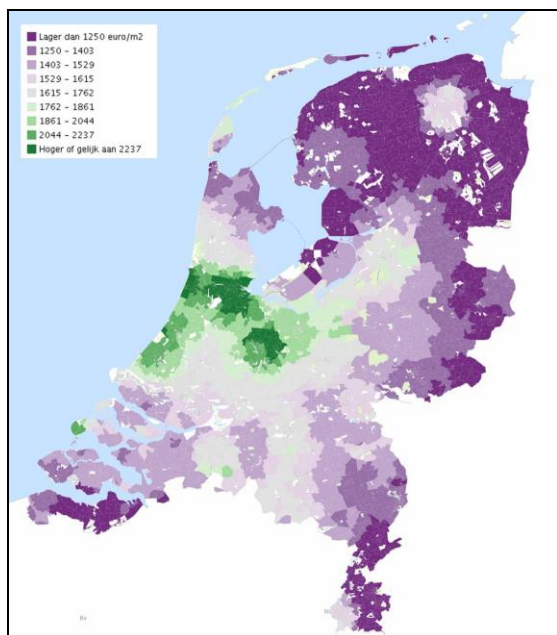 Lager dan 1250 euro/m2
1250 – 1403
1403 – 1529
1529 – 1615
1615 – 1762
1762 – 1861
1861 – 2044
2044 – 2237
Hoger of gelijk aan 2237